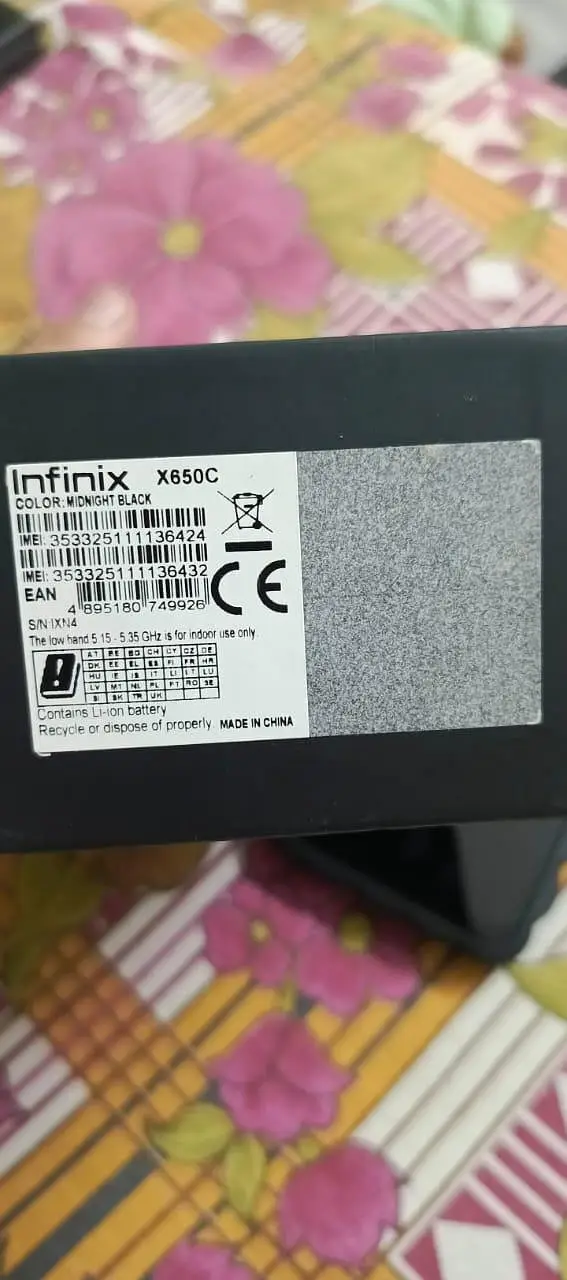 Infinix X650C
COLOR: MIDNIGHT BLACK
IMEI: 353325111136424
IMEI: 353325111136432
EAN
4 895180 749926
S/N:IXN4
The low hand 5.15 - 5.35 GHz is for indoor use only.
CE
AT BE BG CH CY CZ DE
DK EE EL ES FI FR HR
HU IE IS IT LI LT LU
LV MT NL PL PT RO SE
SI SK TR UK
Contains Li-ion battery
Recycle or dispose of properly. MADE IN CHINA